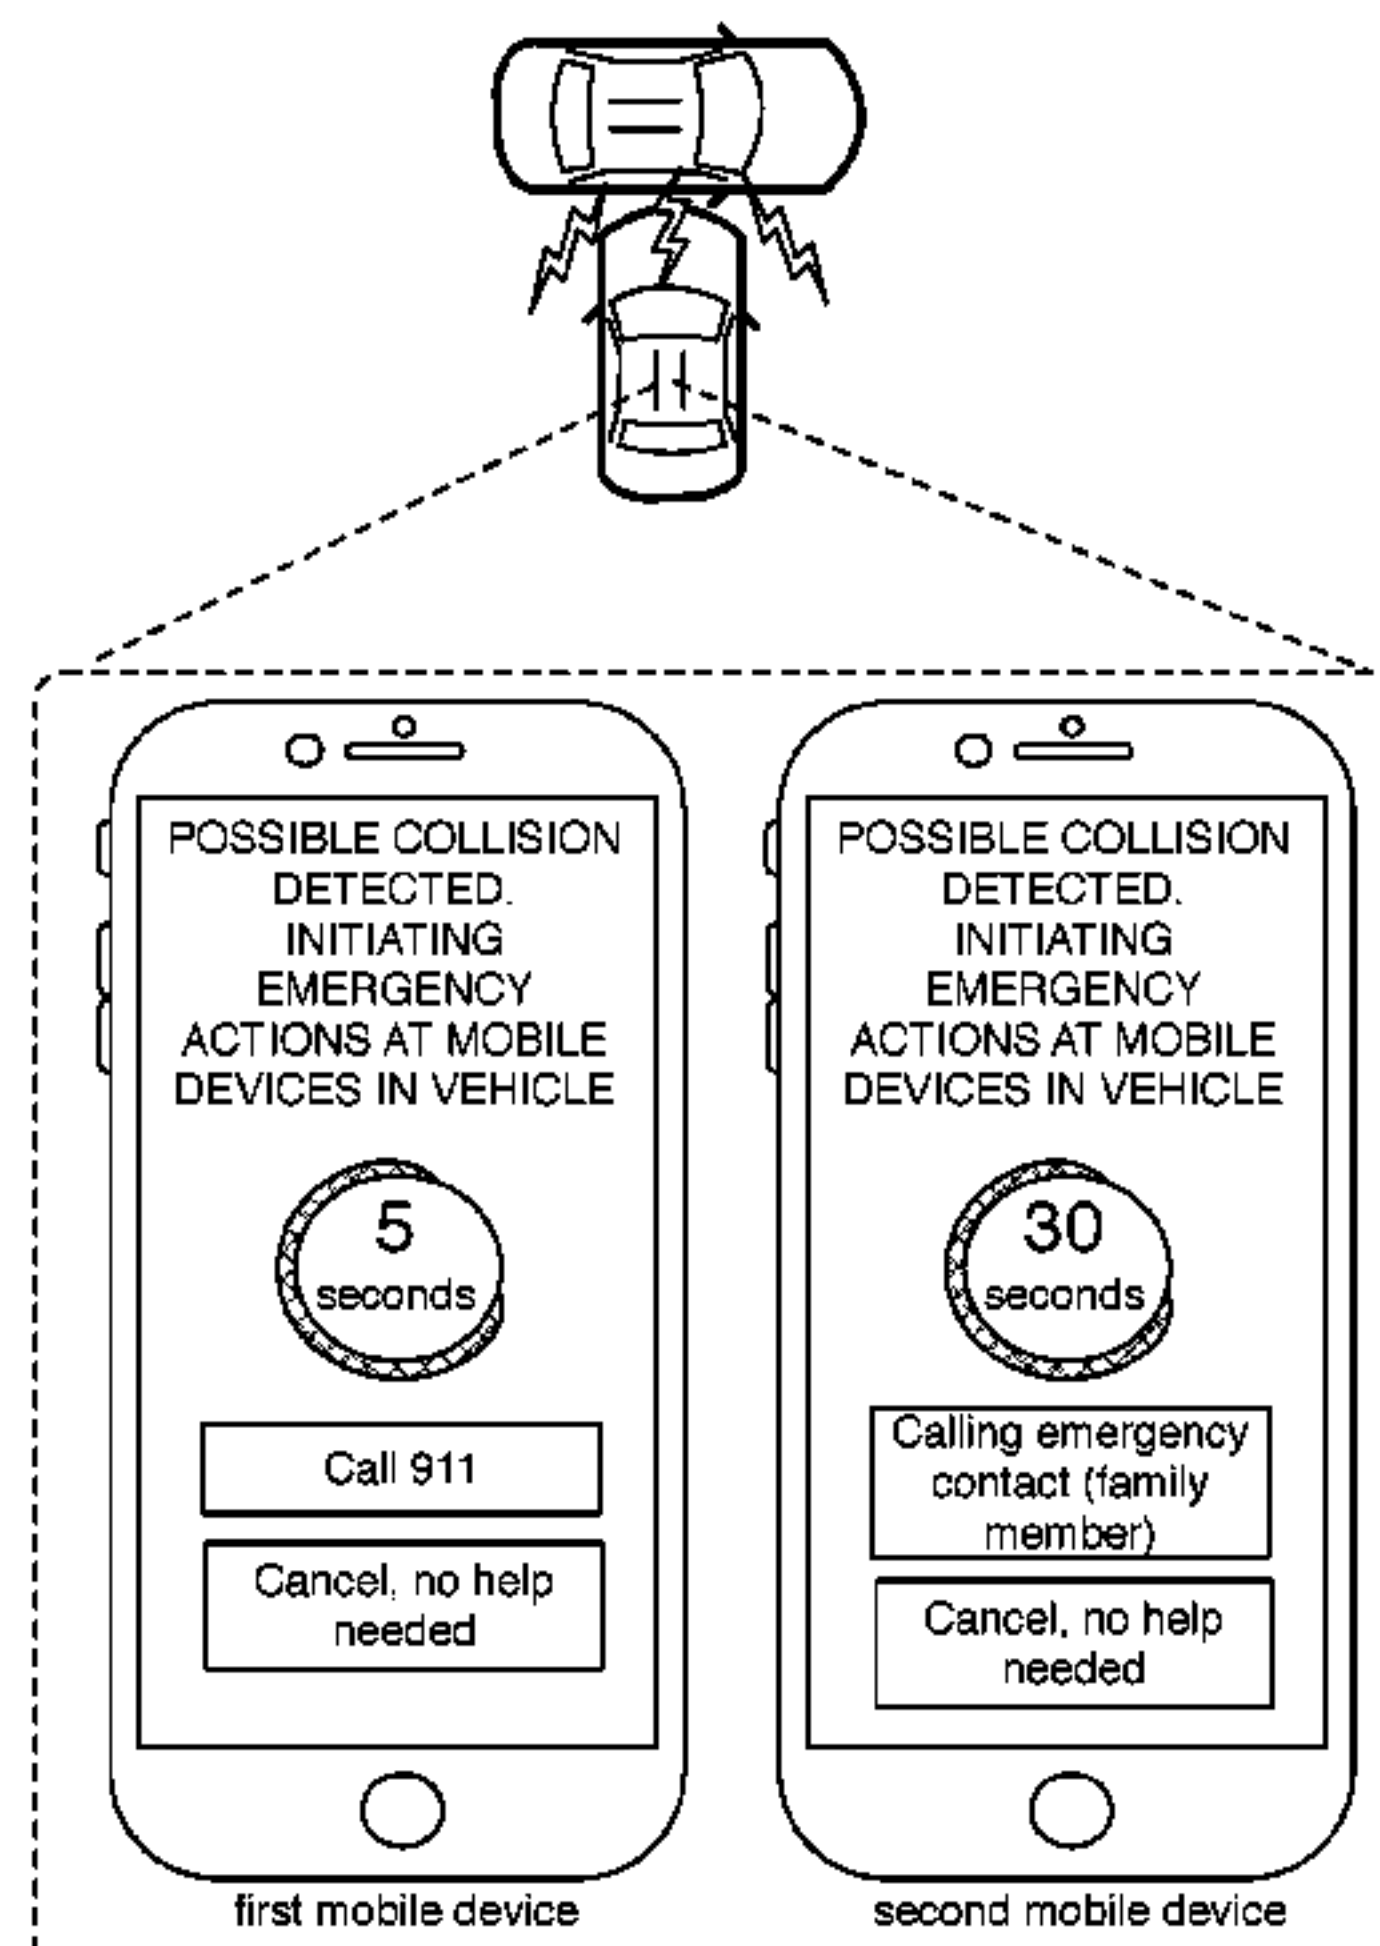 POSSIBLE COLLISION
DETECTED.
INITIATING
EMERGENCY
ACTIONS AT MOBILE
DEVICES IN VEHICLE
5
seconds
Call 911
Cancel, no help
needed
first mobile device
POSSIBLE COLLISION
DETECTED.
INITIATING
EMERGENCY
ACTIONS AT MOBILE
DEVICES IN VEHICLE
30
seconds
Calling emergency
contact (family
member)
Cancel, no help
needed
second mobile device